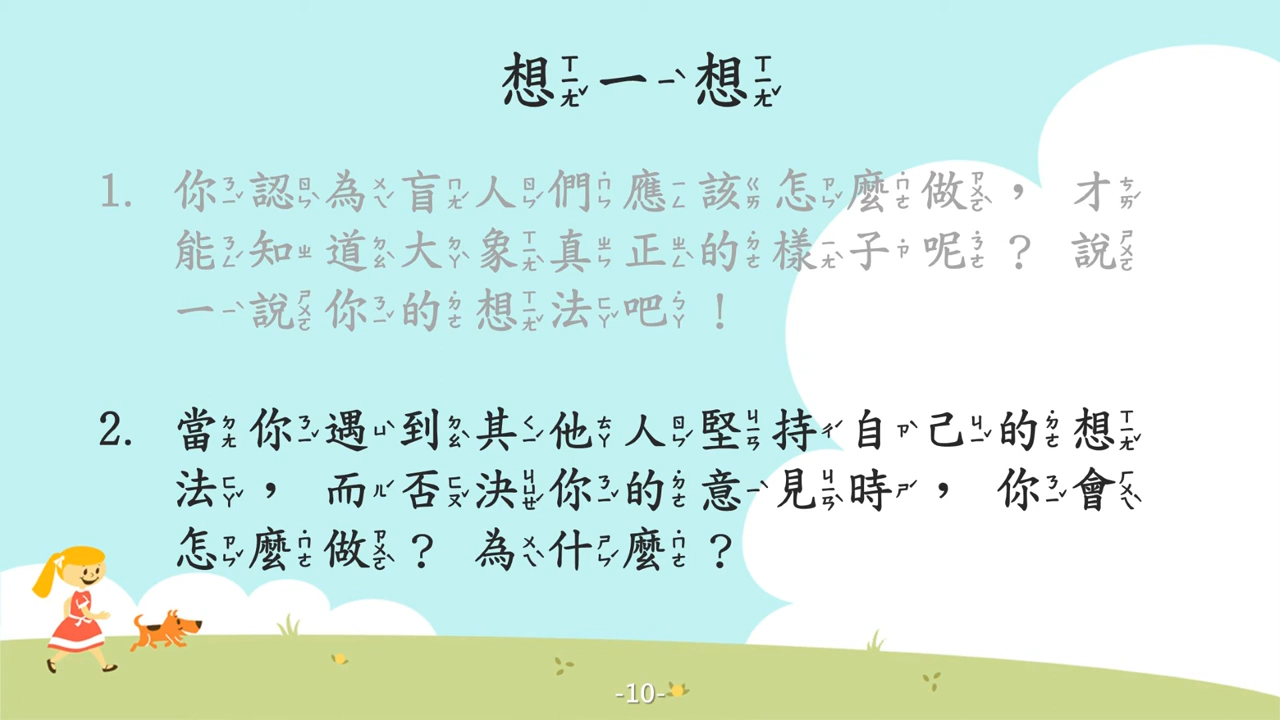 想一想
1. 你認為盲人們應該怎麼做，才
能知道大象真正的樣子呢？說
一說你的想法吧！
2. 當你遇到其他人堅持自己的想
法，而否決你的意見時，你會
怎麼做？為什麼？
-10-